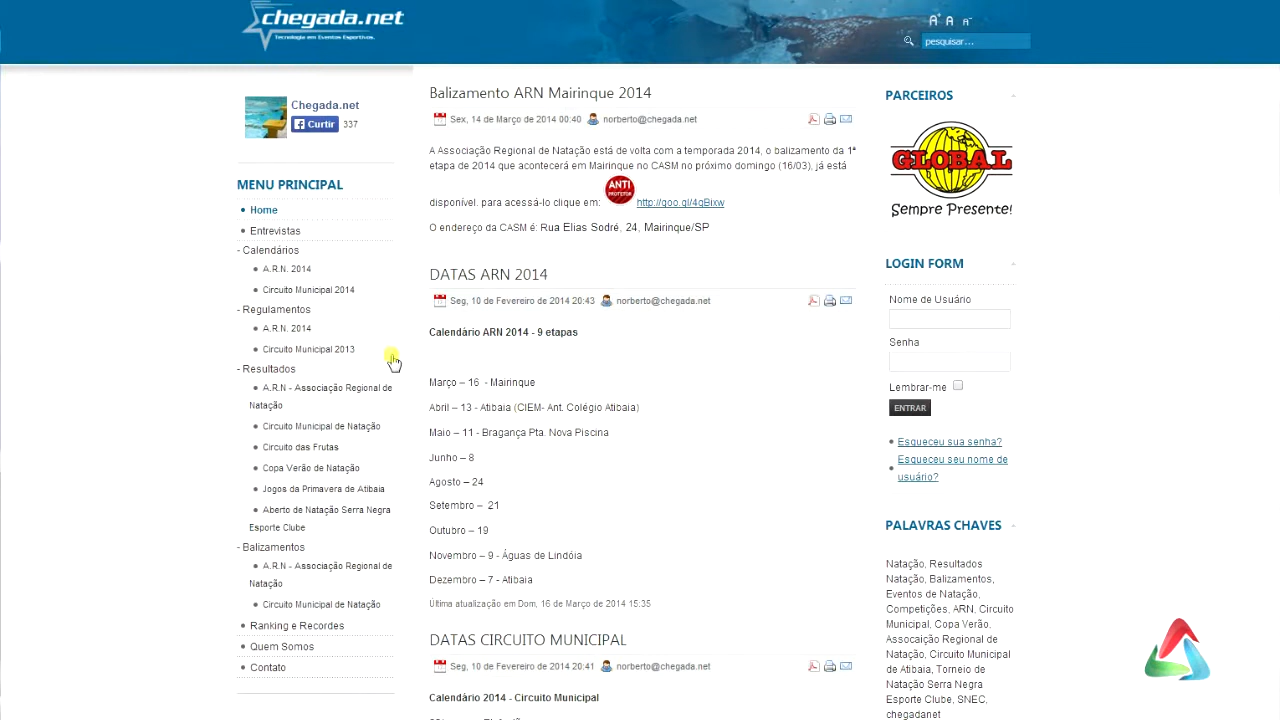 chegada.net
Tecnologia em Eventos Esportivos.
A+ A A-
pesquisar...
Chegada.net
Curtir 337
MENU PRINCIPAL
Home
Entrevistas
- Calendários
A.R.N. 2014
Circuito Municipal 2014
- Regulamentos
A.R.N. 2014
Circuito Municipal 2013
- Resultados
A.R.N - Associação Regional de
Natação
Circuito Municipal de Natação
Circuito das Frutas
Copa Verão de Natação
Jogos da Primavera de Atibaia
Aberto de Natação Serra Negra
Esporte Clube
- Balizamentos
A.R.N - Associação Regional de
Natação
Circuito Municipal de Natação
Ranking e Recordes
Quem Somos
Contato
Balizamento ARN Mairinque 2014
Sex, 14 de Março de 2014 00:40 norberto@chegada.net
A Associação Regional de Natação está de volta com a temporada 2014, o balizamento da 1ª
etapa de 2014 que acontecerá em Mairinque no CASM no próximo domingo (16/03), já está
ANTI
PROTETOR
disponível. para acessá-lo clique em: http://goo.gl/4gBixw
O endereço da CASM é: Rua Elias Sodré, 24, Mairinque/SP
DATAS ARN 2014
Seg, 10 de Fevereiro de 2014 20:43 norberto@chegada.net
Calendário ARN 2014 - 9 etapas
Março – 16 - Mairinque
Abril – 13 - Atibaia (CIEM- Ant. Colégio Atibaia)
Maio – 11 - Bragança Pta. Nova Piscina
Junho – 8
Agosto – 24
Setembro – 21
Outubro – 19
Novembro – 9 - Águas de Lindóia
Dezembro – 7 - Atibaia
Última atualização em Dom, 16 de Março de 2014 15:35
DATAS CIRCUITO MUNICIPAL
Seg, 10 de Fevereiro de 2014 20:41 norberto@chegada.net
Calendário 2014 - Circuito Municipal
PARCEIROS
GLOBAL
Sempre Presente!
LOGIN FORM
Nome de Usuário
Senha
Lembrar-me
ENTRAR
Esqueceu sua senha?
Esqueceu seu nome de
usuário?
PALAVRAS CHAVES
Natação, Resultados
Natação, Balizamentos,
Eventos de Natação,
Competições, ARN, Circuito
Municipal, Copa Verão,
Assocaição Regional de
Natação, Circuito Municipal
de Atibaia, Torneio de
Natação Serra Negra
Esporte Clube, SNEC,
chegadanet